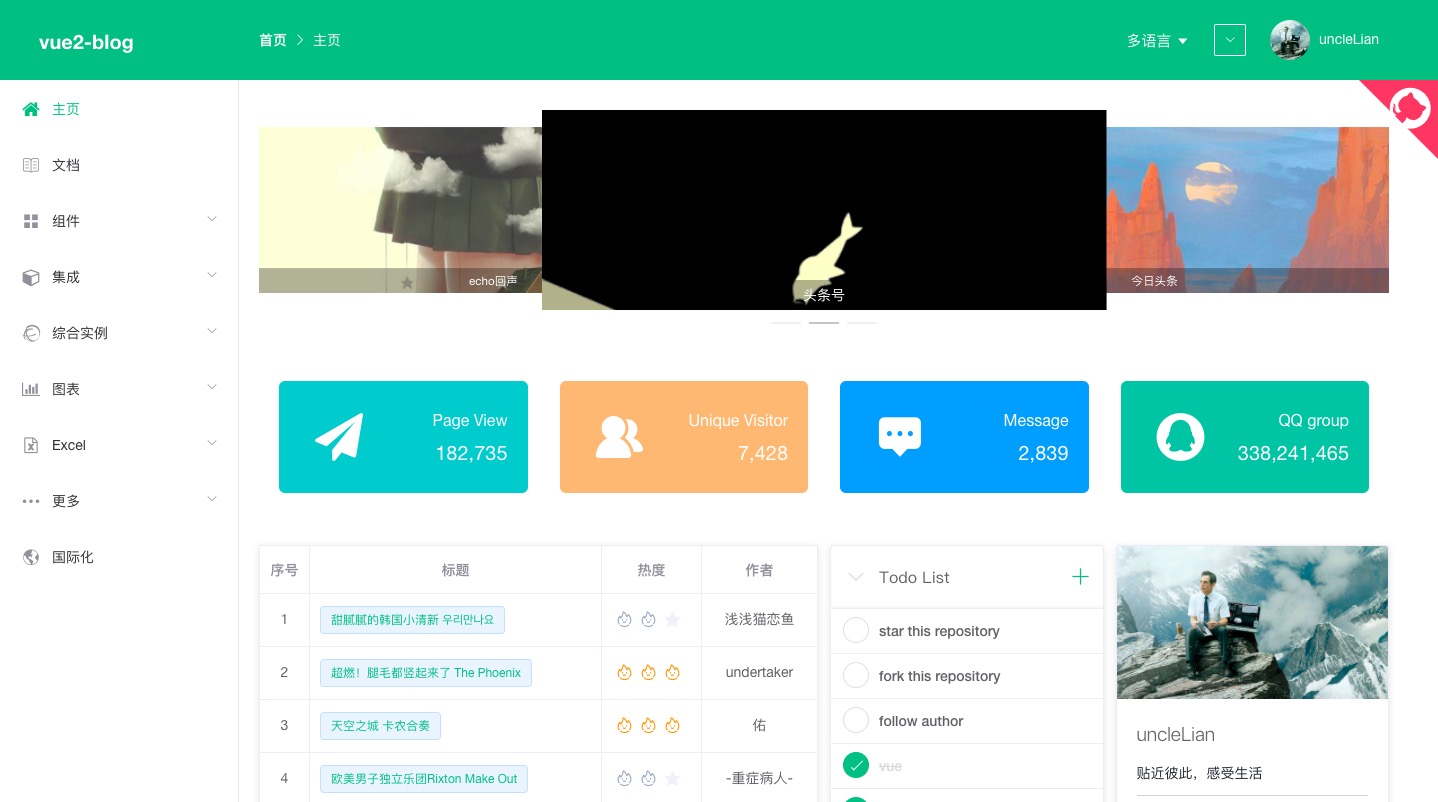 vue2-blog
首页 > 主页
多语言
uncleLian
主页
文档
组件
集成
综合实例
图表
Excel
更多
国际化
echo回声
头条号
今日头条
Page View
182,735
Unique Visitor
7,428
Message
2,839
QQ group
338,241,465
序号 标题 热度 作者
1 甜腻腻的韩国小清新 우리만나요 浅浅猫恋鱼
2 超燃！腿毛都竖起来了 The Phoenix undertaker
3 天空之城 卡农合奏 佑
4 欧美男子独立乐团Rixton Make Out -重症病人-
Todo List
star this repository
fork this repository
follow author
vue
uncleLian
贴近彼此，感受生活